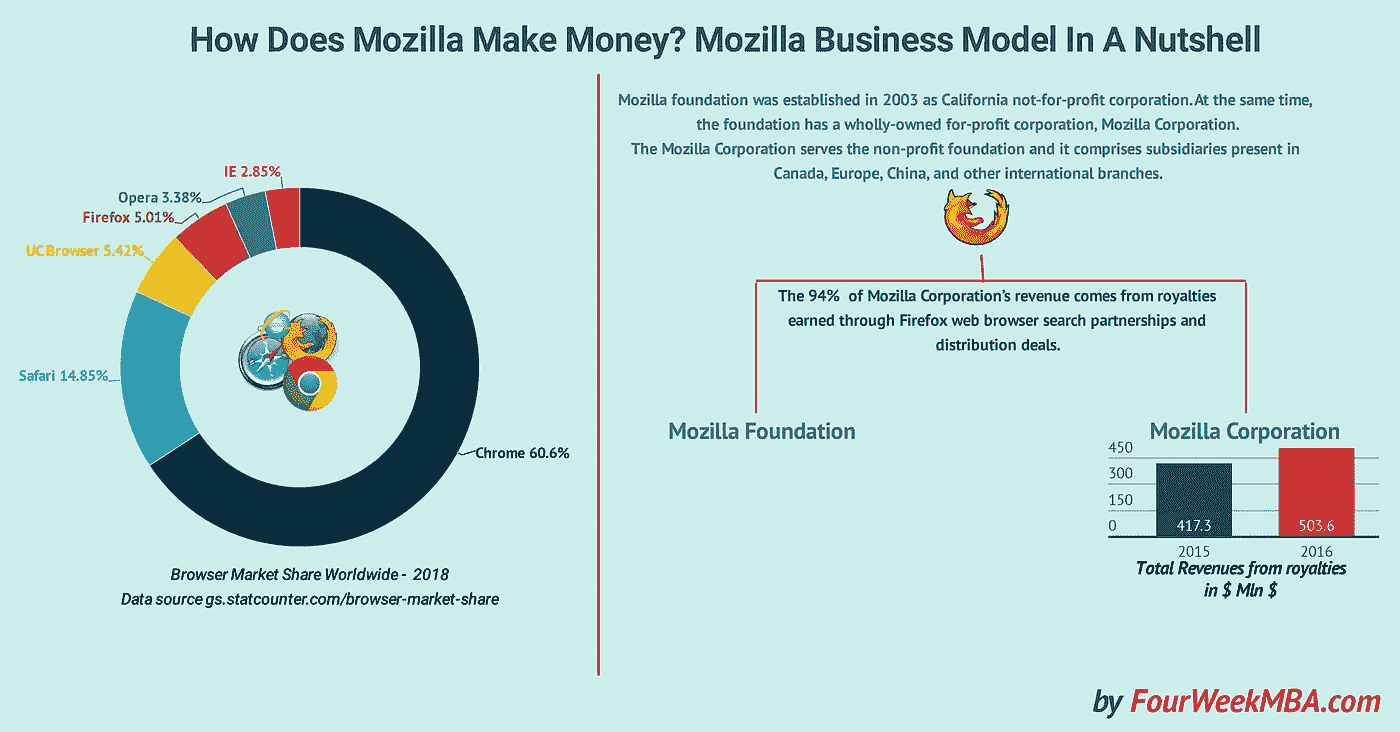 How Does Mozilla Make Money? Mozilla Business Model In A Nutshell
IE 2.85%
Opera 3.38%
Firefox 5.01%
UC Browser 5.42%
Safari 14.85%
Chrome 60.6%
Browser Market Share Worldwide - 2018
Data source gs.statcounter.com/browser-market-share
Mozilla foundation was established in 2003 as California not-for-profit corporation. At the same time,
the foundation has a wholly-owned for-profit corporation, Mozilla Corporation.
The Mozilla Corporation serves the non-profit foundation and it comprises subsidiaries present in
Canada, Europe, China, and other international branches.
The 94% of Mozilla Corporation's revenue comes from royalties
earned through Firefox web browser search partnerships and
distribution deals.
Mozilla Foundation
Mozilla Corporation
450
300
150
0
417.3
503.6
2015
2016
Total Revenues from royalties
in $ Mln $
by FourWeekMBA.com